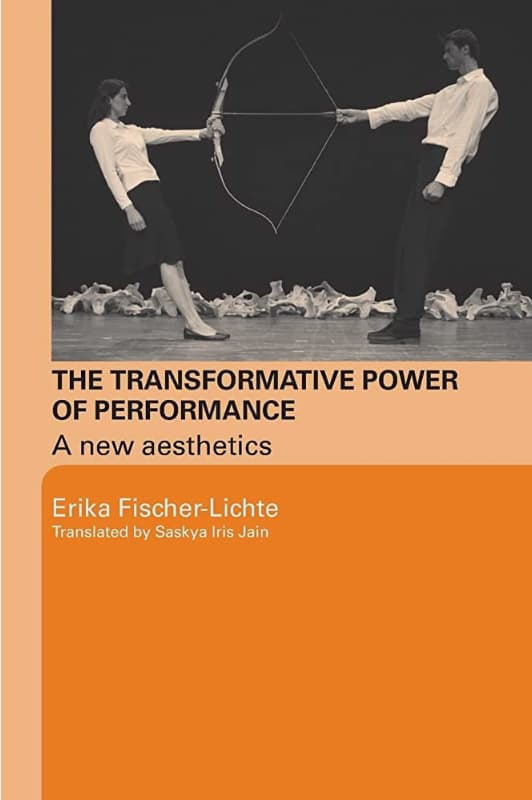 THE TRANSFORMATIVE POWER
OF PERFORMANCE
A new aesthetics
Erika Fischer-Lichte
Translated by Saskya Iris Jain